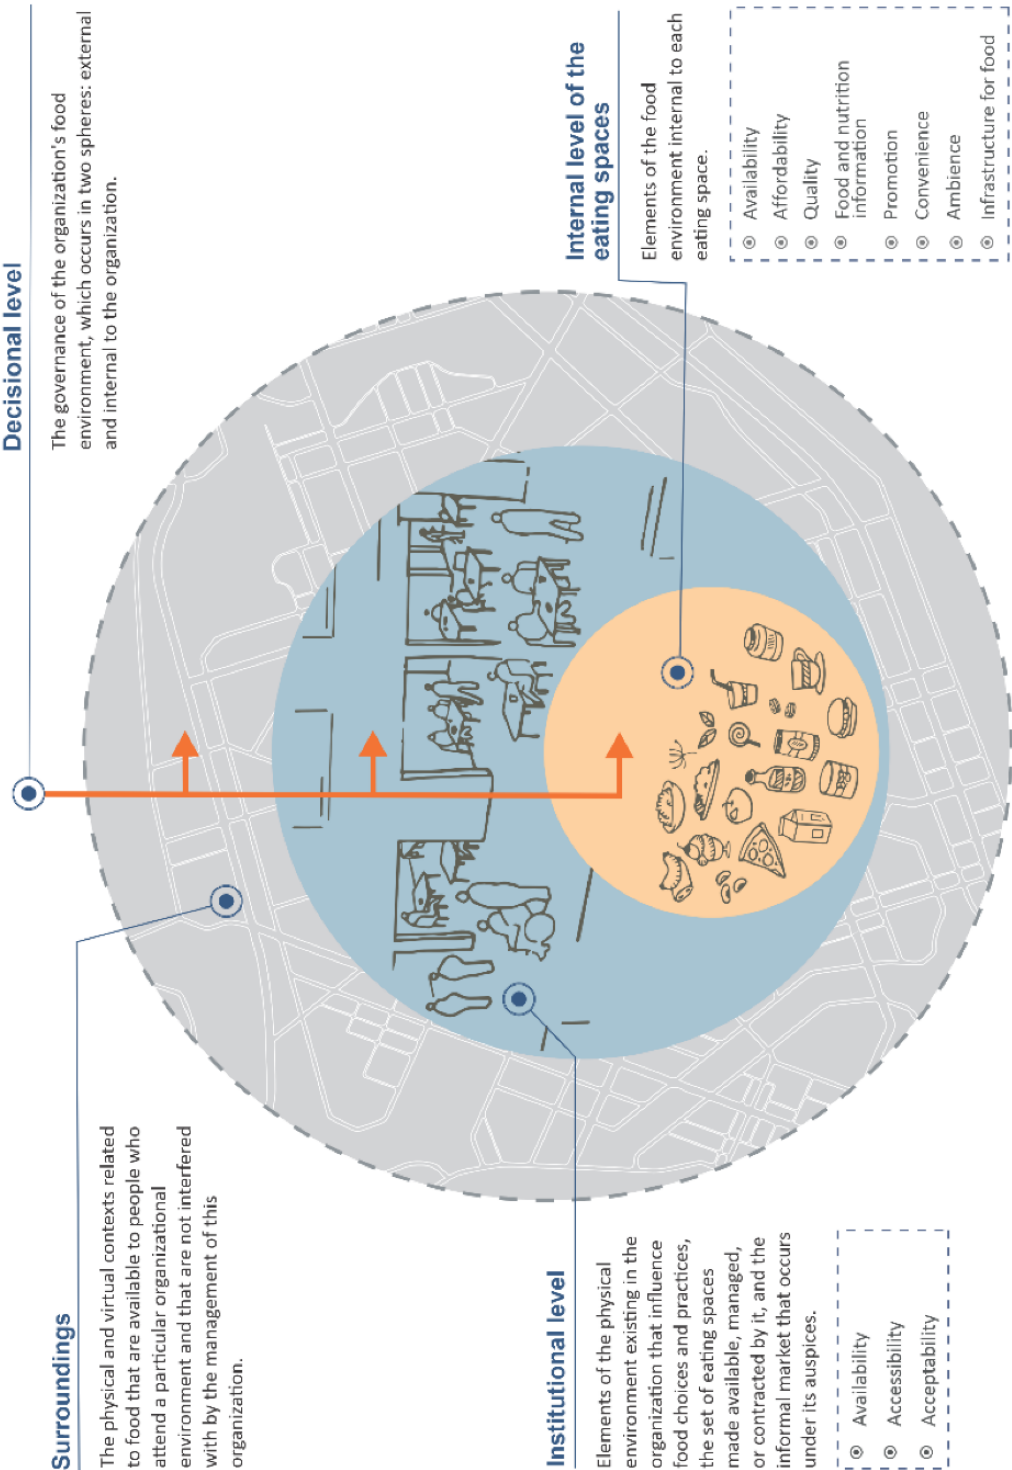 Decisional level
The governance of the organization's food
environment, which occurs in two spheres: external
and internal to the organization.
Surroundings
The physical and virtual contexts related
to food that are available to people who
attend a particular organizational
environment and that are not interfered
with by the management of this
organization.
Institutional level
Elements of the physical
environment existing in the
organization that influence
food choices and practices,
the set of eating spaces
made available, managed,
or contracted by it, and the
informal market that occurs
under its auspices.
Availability
Accessibility
Acceptability
Internal level of the
eating spaces
Elements of the food
environment internal to each
eating space.
Availability
Affordability
Quality
Food and nutrition
information
Promotion
Convenience
Ambience
Infrastructure for food